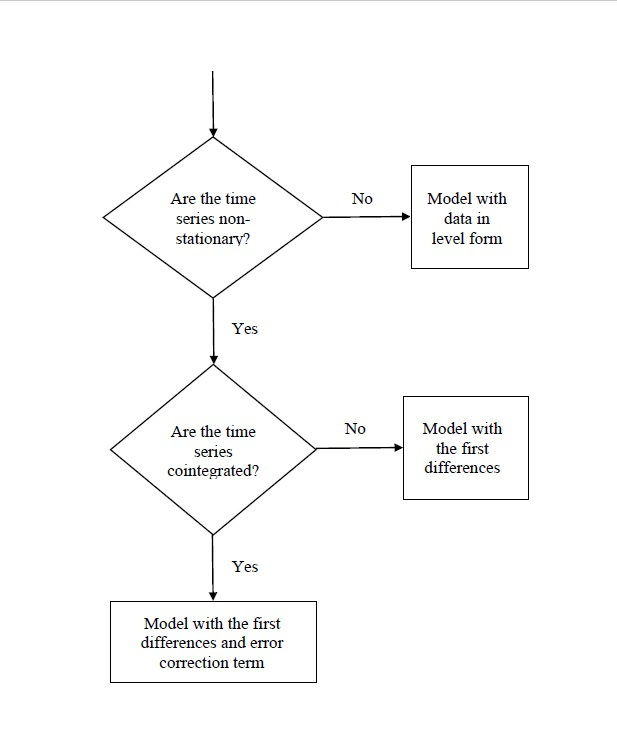 Are the time
series non-
stationary?
No
Model with
data in
level form
Yes
Are the time
series
cointegrated?
No
Model with
the first
differences
Yes
Model with the first
differences and error
correction term